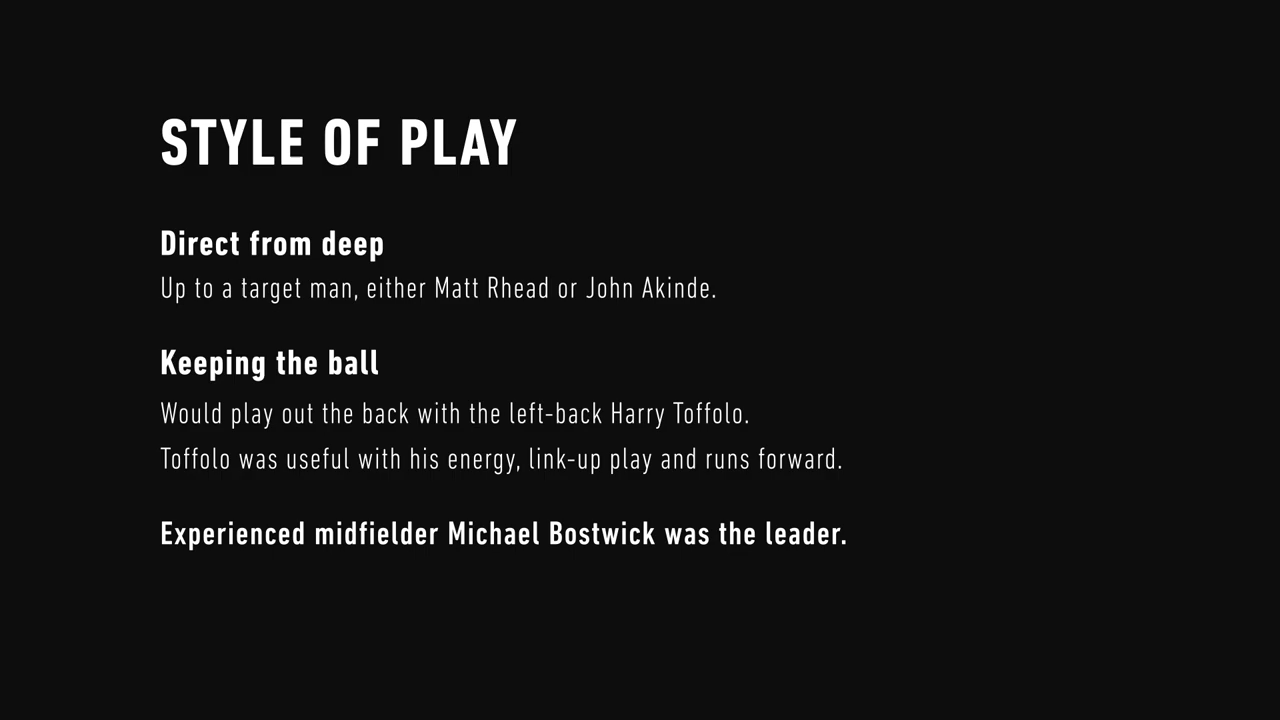 STYLE OF PLAY
Direct from deep
Up to a target man, either Matt Rhead or John Akinde.
Keeping the ball
Would play out the back with the left-back Harry Toffolo.
Toffolo was useful with his energy, link-up play and runs forward.
Experienced midfielder Michael Bostwick was the leader.